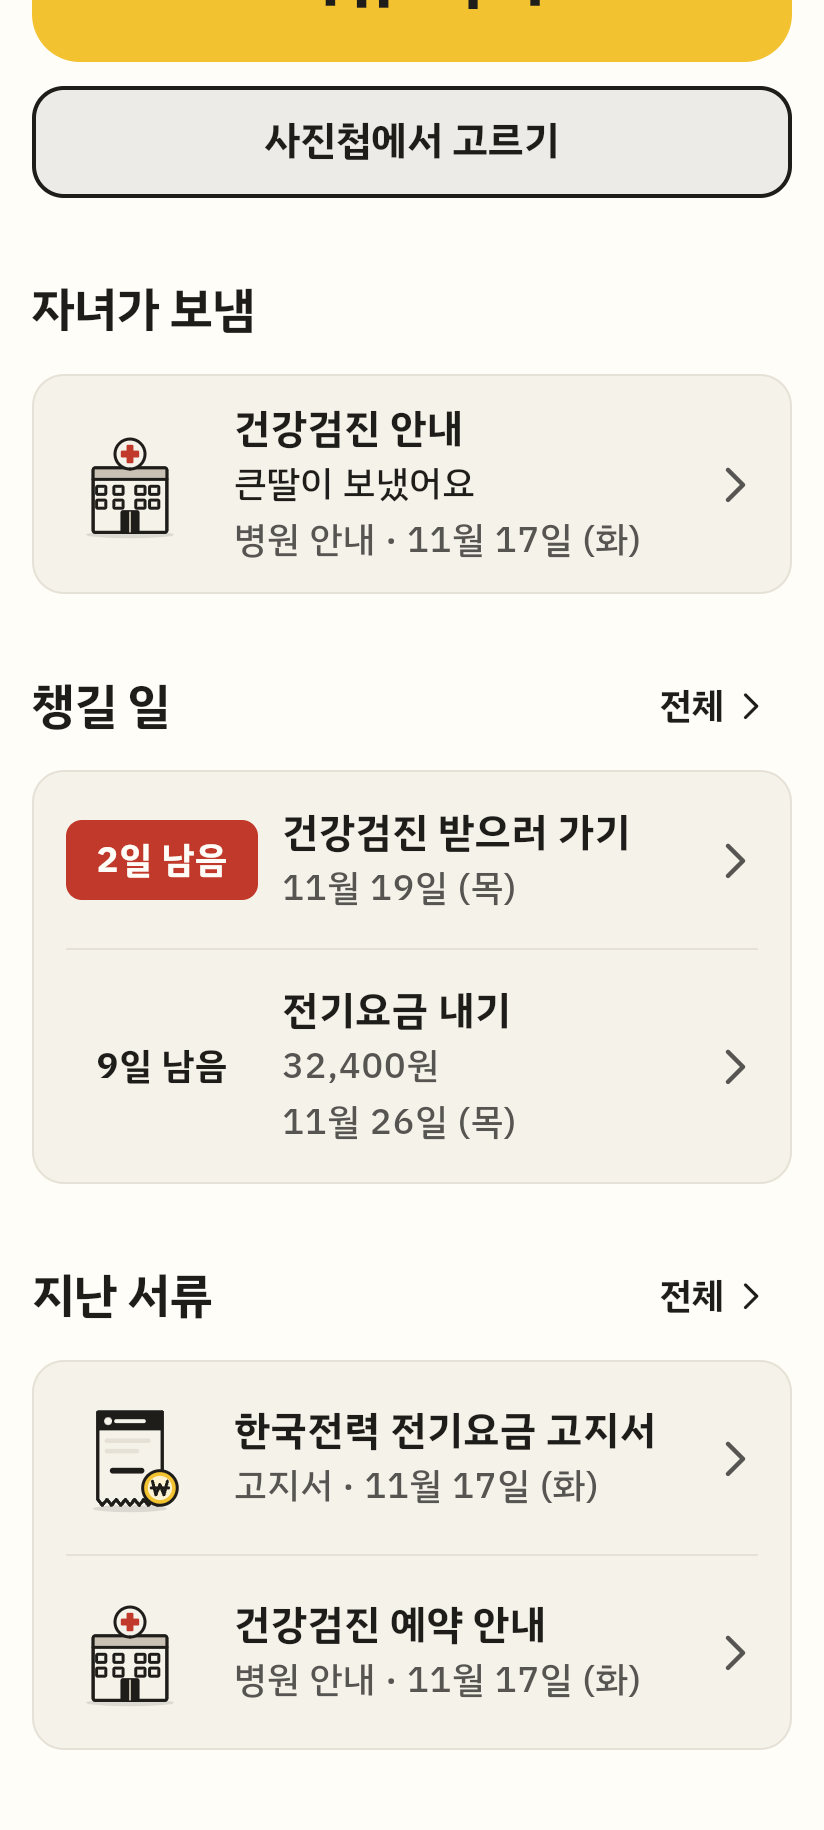 사진첩에서 고르기
자녀가 보냄
건강검진 안내
큰딸이 보냈어요
병원 안내 · 11월 17일 (화)
챙길 일
전체
2일 남음
건강검진 받으러 가기
11월 19일 (목)
9일 남음
전기요금 내기
32,400원
11월 26일 (목)
지난 서류
전체
한국전력 전기요금 고지서
고지서 · 11월 17일 (화)
건강검진 예약 안내
병원 안내 · 11월 17일 (화)